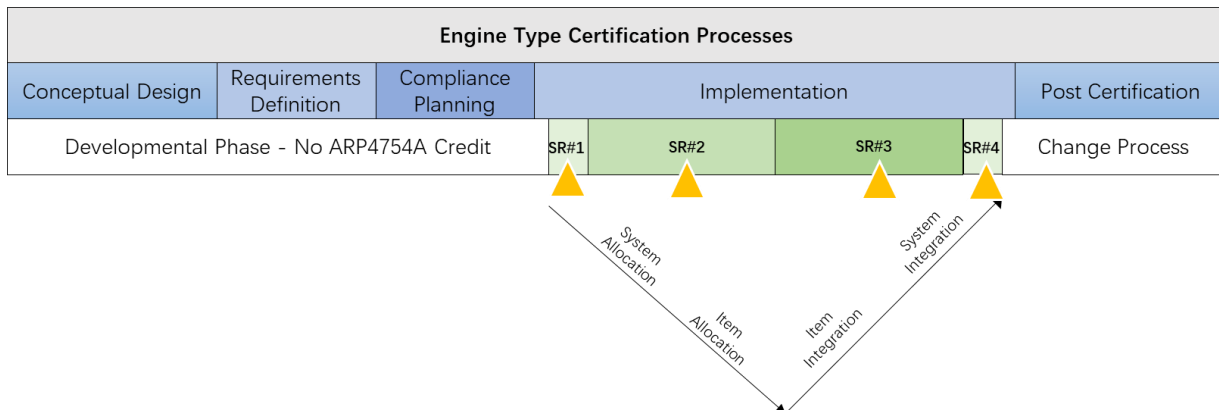 Engine Type Certification Processes
Conceptual Design
Requirements
Definition
Compliance
Planning
Implementation
Post Certification
Developmental Phase - No ARP4754A Credit
SR#1
SR#2
SR#3
SR#4
Change Process
System
Allocation
Item
Allocation
Item
Integration
System
Integration